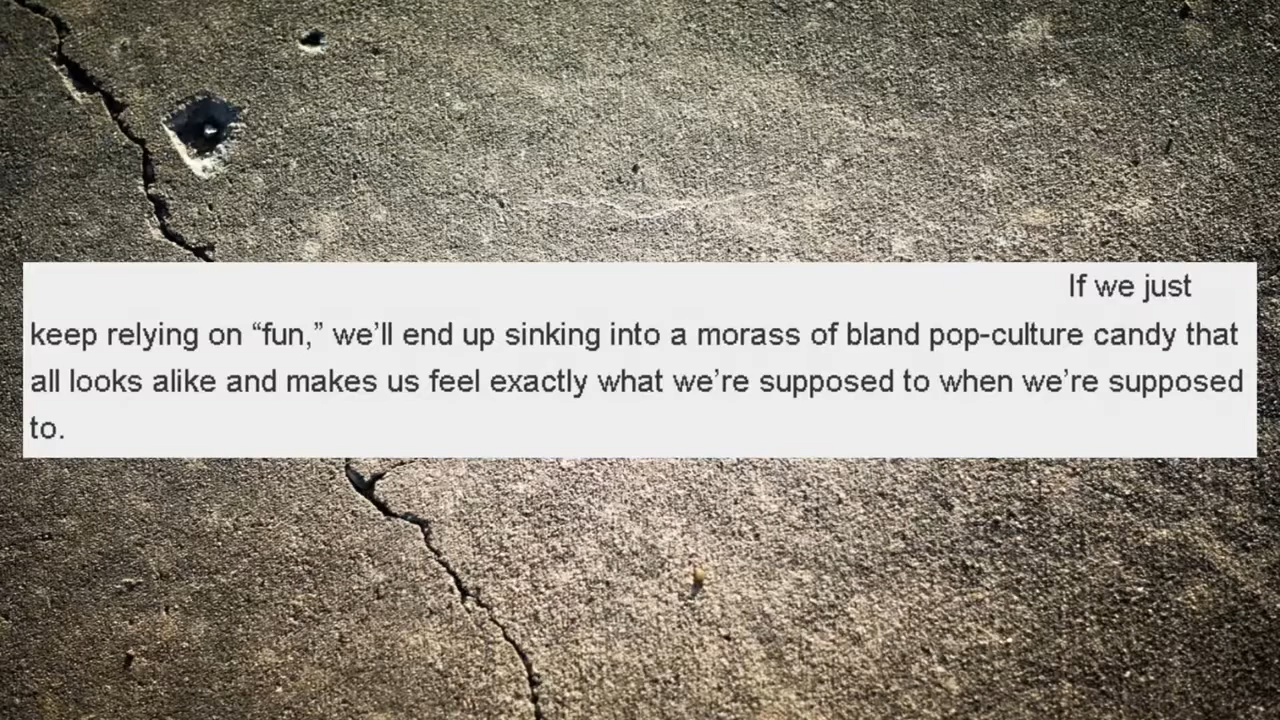 If we just
keep relying on “fun,” we’ll end up sinking into a morass of bland pop-culture candy that
all looks alike and makes us feel exactly what we’re supposed to when we’re supposed
to.